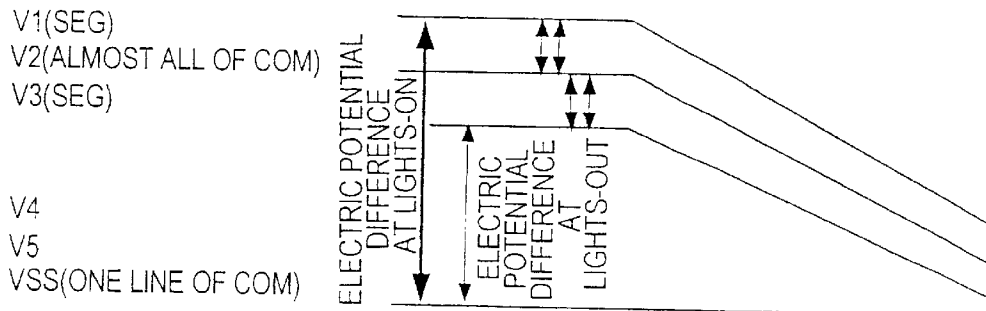 V1(SEG)
V2(ALMOST ALL OF COM)
V3(SEG)
V4
V5
VSS(ONE LINE OF COM)
ELECTRIC POTENTIAL
DIFFERENCE
AT LIGHTS-ON
ELECTRIC
POTENTIAL
DIFFERENCE
AT
LIGHTS-OUT